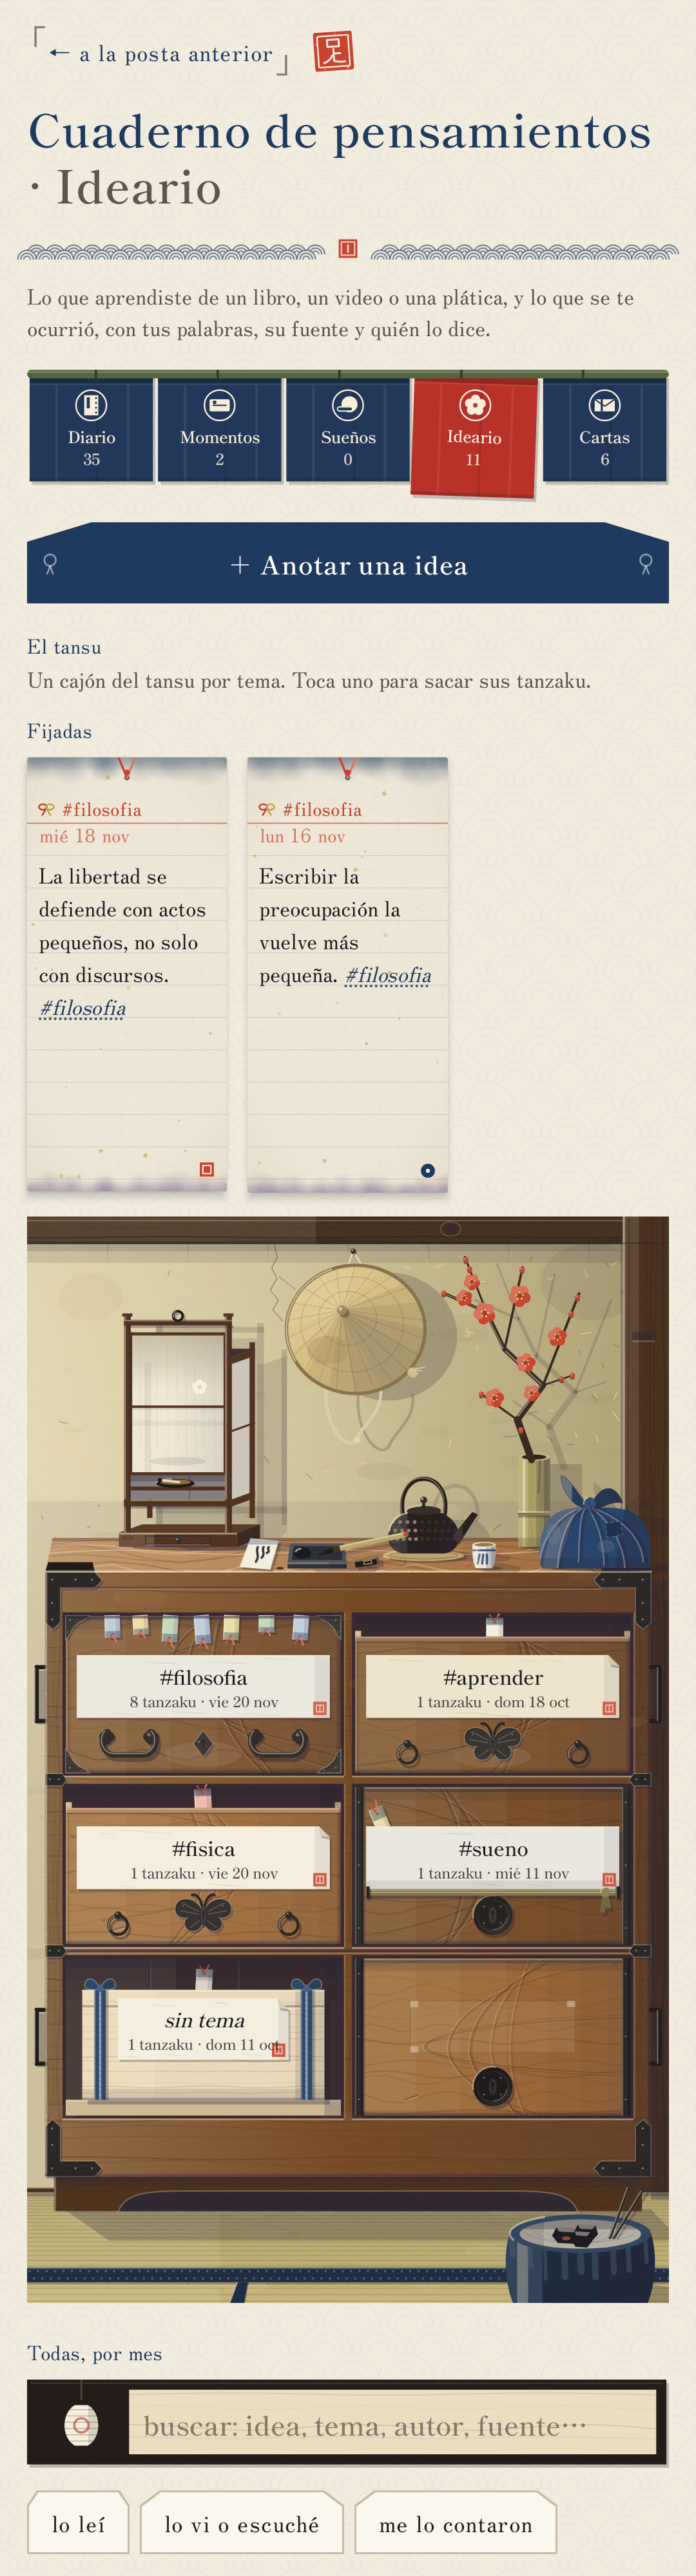 ← a la posta anterior
Cuaderno de pensamientos
· Ideario
Lo que aprendiste de un libro, un video o una plática, y lo que se te
ocurrió, con tus palabras, su fuente y quién lo dice.
Diario
35
Momentos
2
Sueños
0
Ideario
11
Cartas
6
+ Anotar una idea
El tansu
Un cajón del tansu por tema. Toca uno para sacar sus tanzaku.
Fijadas
#filosofia
mié 18 nov
La libertad se
defiende con actos
pequeños, no solo
con discursos.
#filosofia
#filosofia
lun 16 nov
Escribir la
preocupación la
vuelve más
pequeña. #filosofia
#filosofia
8 tanzaku · vie 20 nov
#aprender
1 tanzaku · dom 18 oct
#fisica
1 tanzaku · vie 20 nov
#sueno
1 tanzaku · mié 11 nov
sin tema
1 tanzaku · dom 11 oct
Todas, por mes
buscar: idea, tema, autor, fuente…
lo leí
lo vi o escuché
me lo contaron